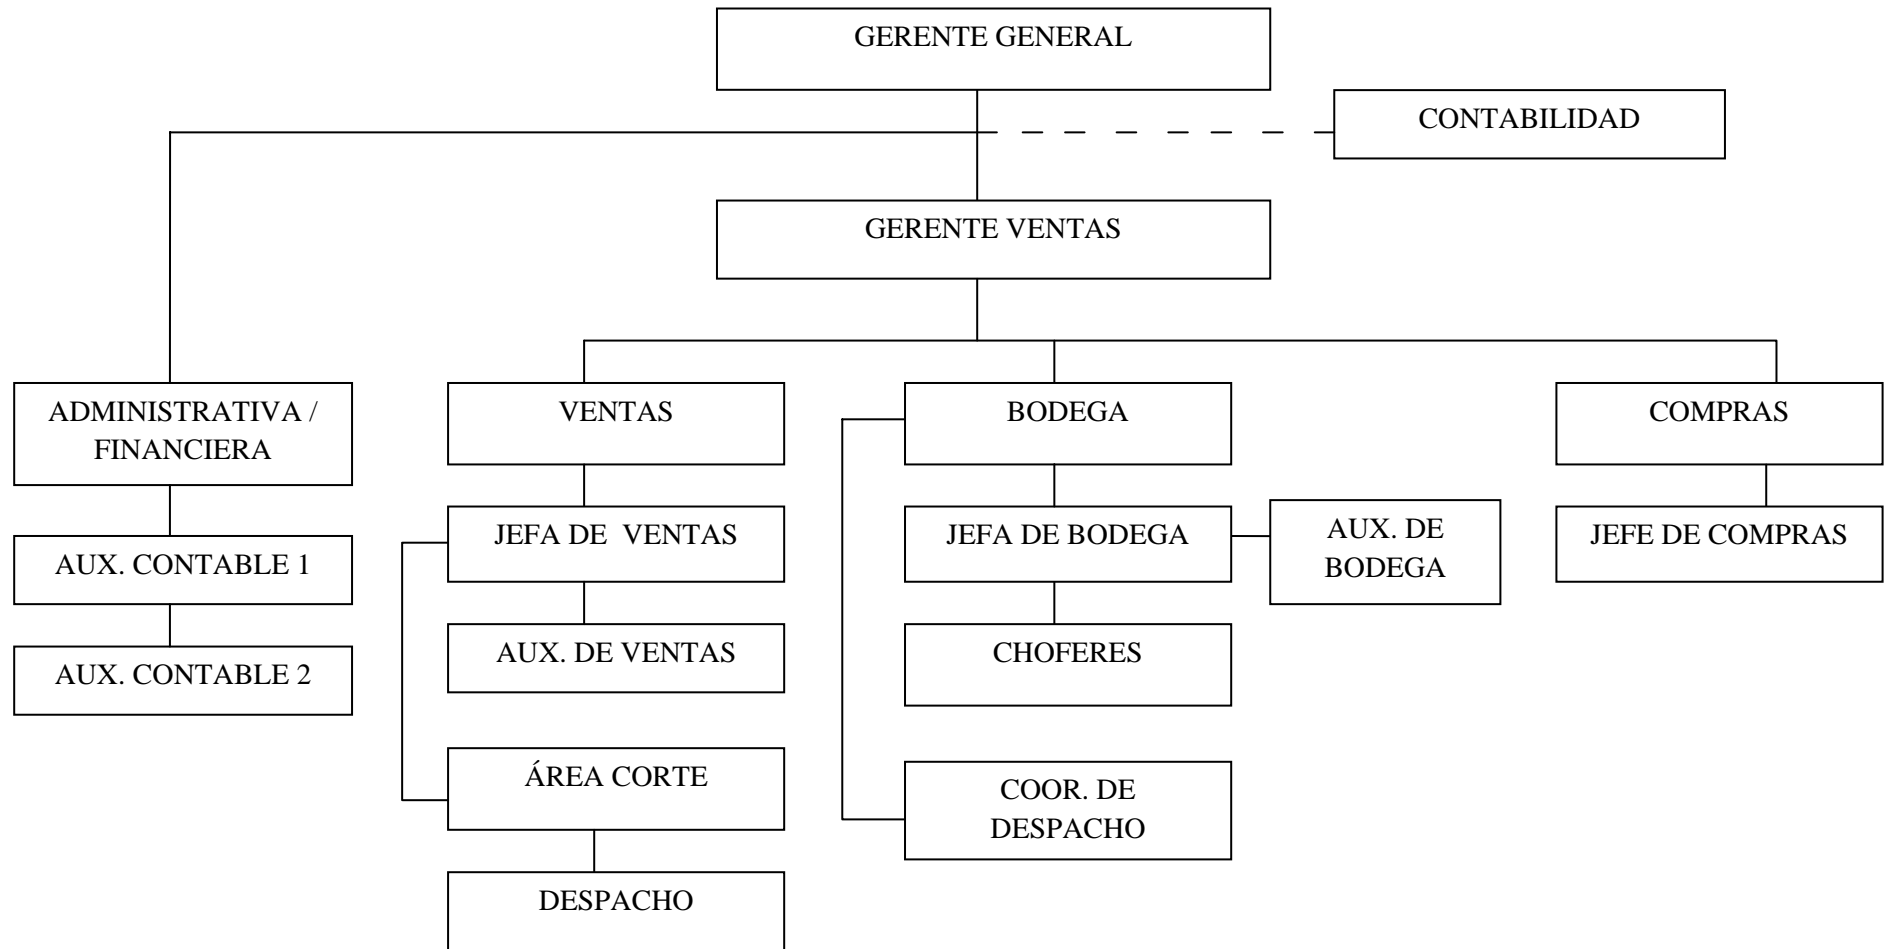 GERENTE GENERAL
CONTABILIDAD
GERENTE VENTAS
ADMINISTRATIVA /
FINANCIERA
VENTAS
BODEGA
COMPRAS
AUX. CONTABLE 1
JEFA DE VENTAS
JEFA DE BODEGA
AUX. DE
BODEGA
JEFE DE COMPRAS
AUX. CONTABLE 2
AUX. DE VENTAS
CHOFERES
ÁREA CORTE
COOR. DE
DESPACHO
DESPACHO